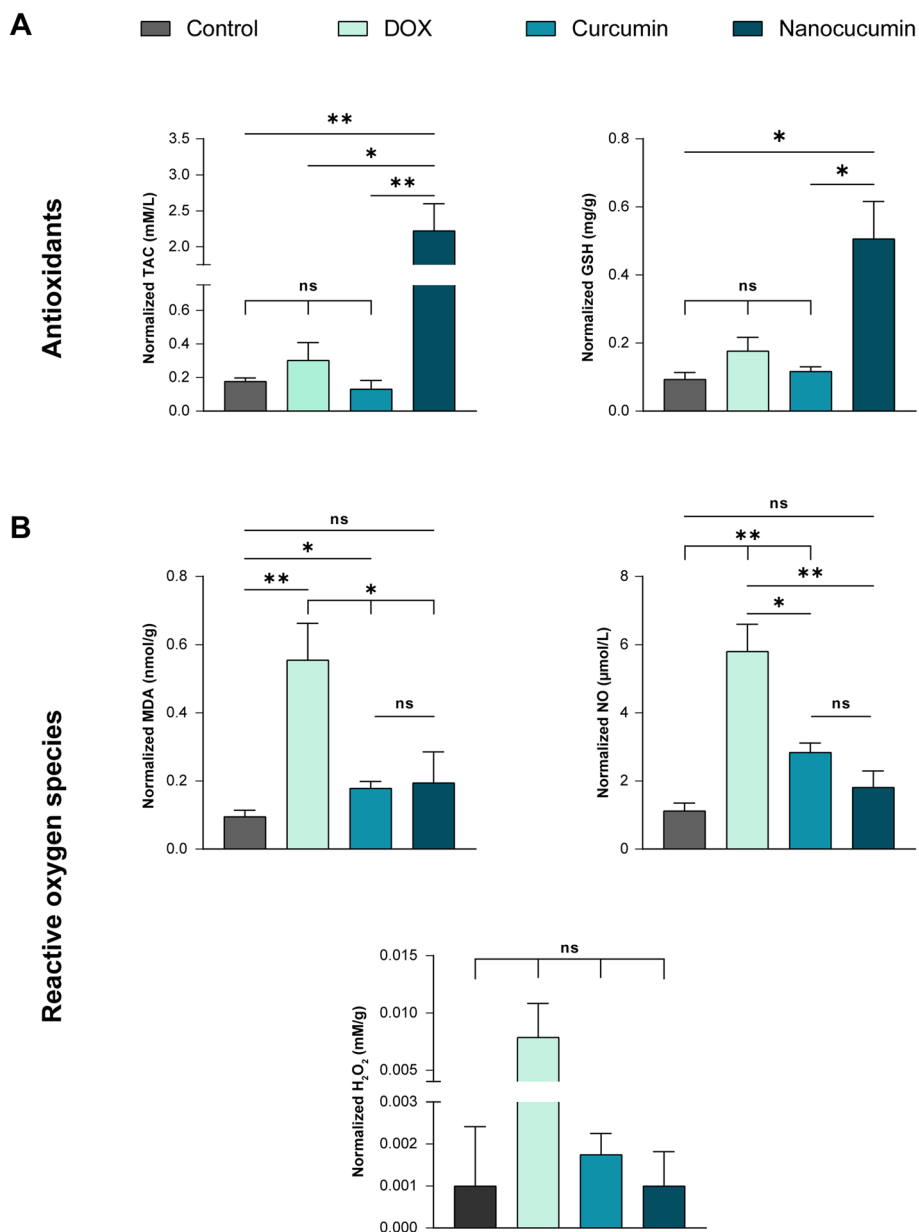 A
Control DOX Curcumin Nanocucumin
Antioxidants
Normalized TAC (mM/L)
3.5
3.0
2.5
2.0
0.6
0.4
0.2
0.0
**
*
**
ns
Normalized GSH (mg/g)
0.8
0.6
0.4
0.2
0.0
*
*
ns
B
Reactive oxygen species
Normalized MDA (nmol/g)
0.8
0.6
0.4
0.2
0.0
ns
*
**
*
ns
Normalized NO (µmol/L)
8
6
4
2
0
ns
**
**
*
ns
Normalized H₂O₂ (mM/g)
0.015
0.010
0.005
0.003
0.002
0.001
0.000
ns